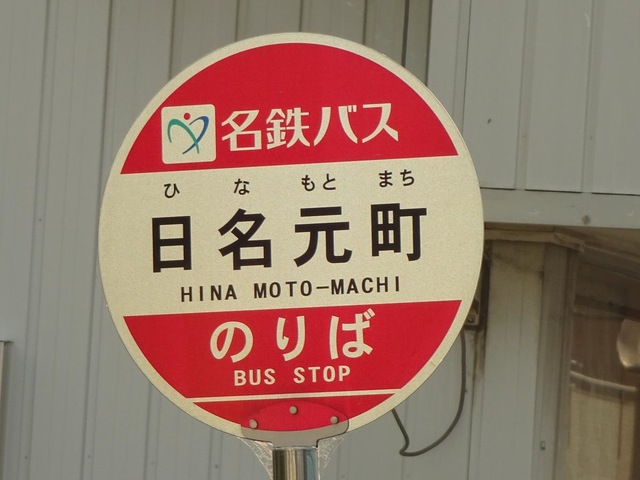 名鉄バス
ひ な もと まち
日名元町
HINA MOTO-MACHI
のりば
BUS STOP